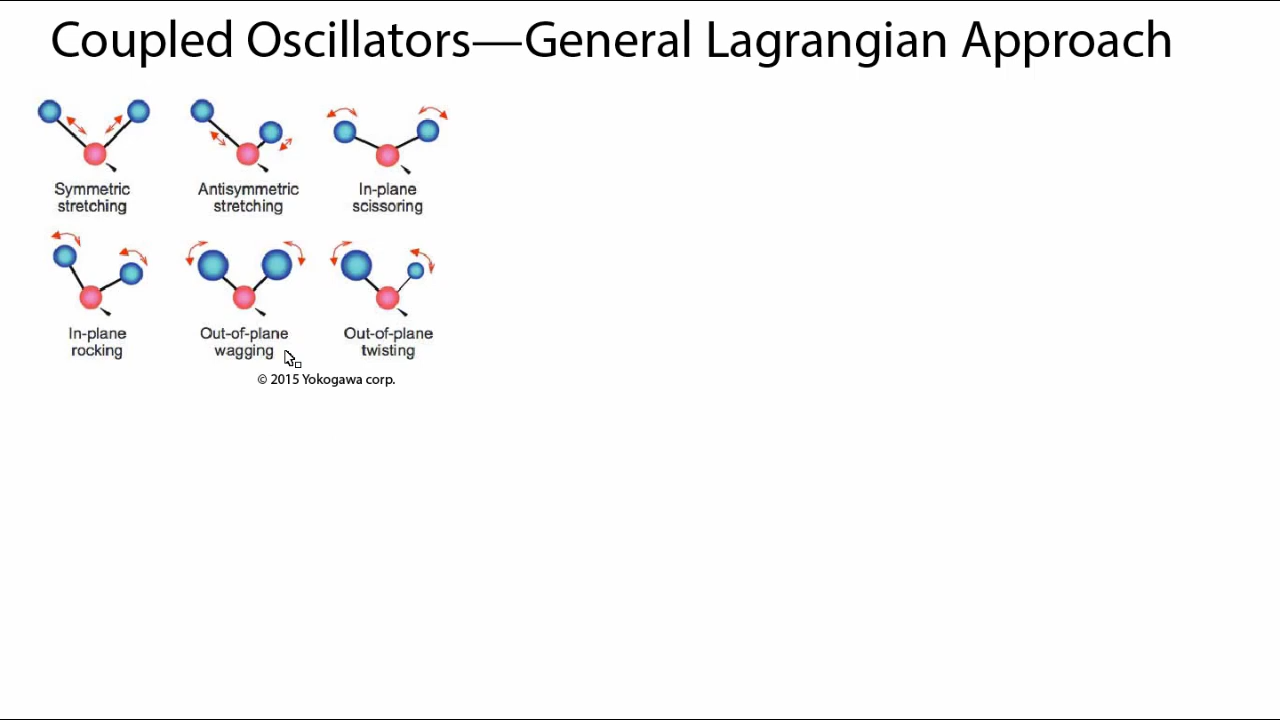 Coupled Oscillators—General Lagrangian Approach
Symmetric
stretching
Antisymmetric
stretching
In-plane
scissoring
In-plane
rocking
Out-of-plane
wagging
Out-of-plane
twisting
© 2015 Yokogawa corp.